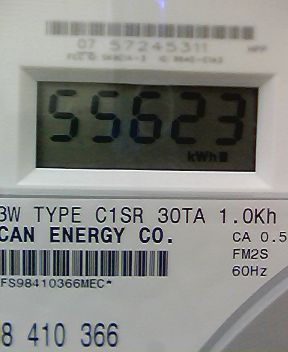 07 57245311
55623
kWh
3W TYPE C1SR 30TA 1.0Kh
CAN ENERGY CO.
CA 0.5
FM2S
60Hz
FS98410366MEC*
8 410 366